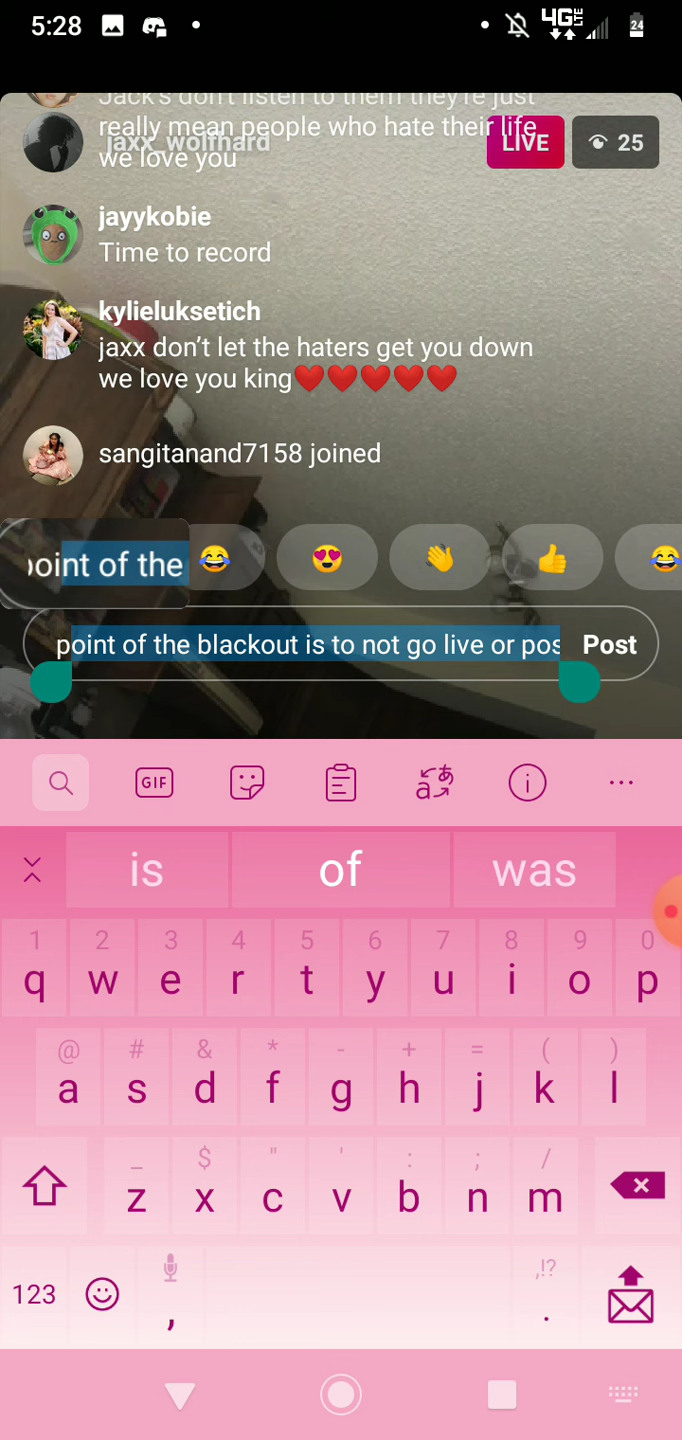 5:28
4G LTE
24
Jack's don't listen to them they're just
really mean people who hate their life
we love you
jaxx_wolfhard
LIVE
25
jayykobie
Time to record
kylieluksetich
jaxx don't let the haters get you down
we love you king❤️❤️❤️❤️❤️
sangitanand7158 joined
point of the
😂 😍 👋 👍 😂
point of the blackout is to not go live or pos
Post
GIF
aあ
i
...
is of was
1 2 3 4 5 6 7 8 9 0
q w e r t y u i o p
@ # & * - + = ( )
a s d f g h j k l
_ $ " ' : ; /
z x c v b n m
,!?
123 , .